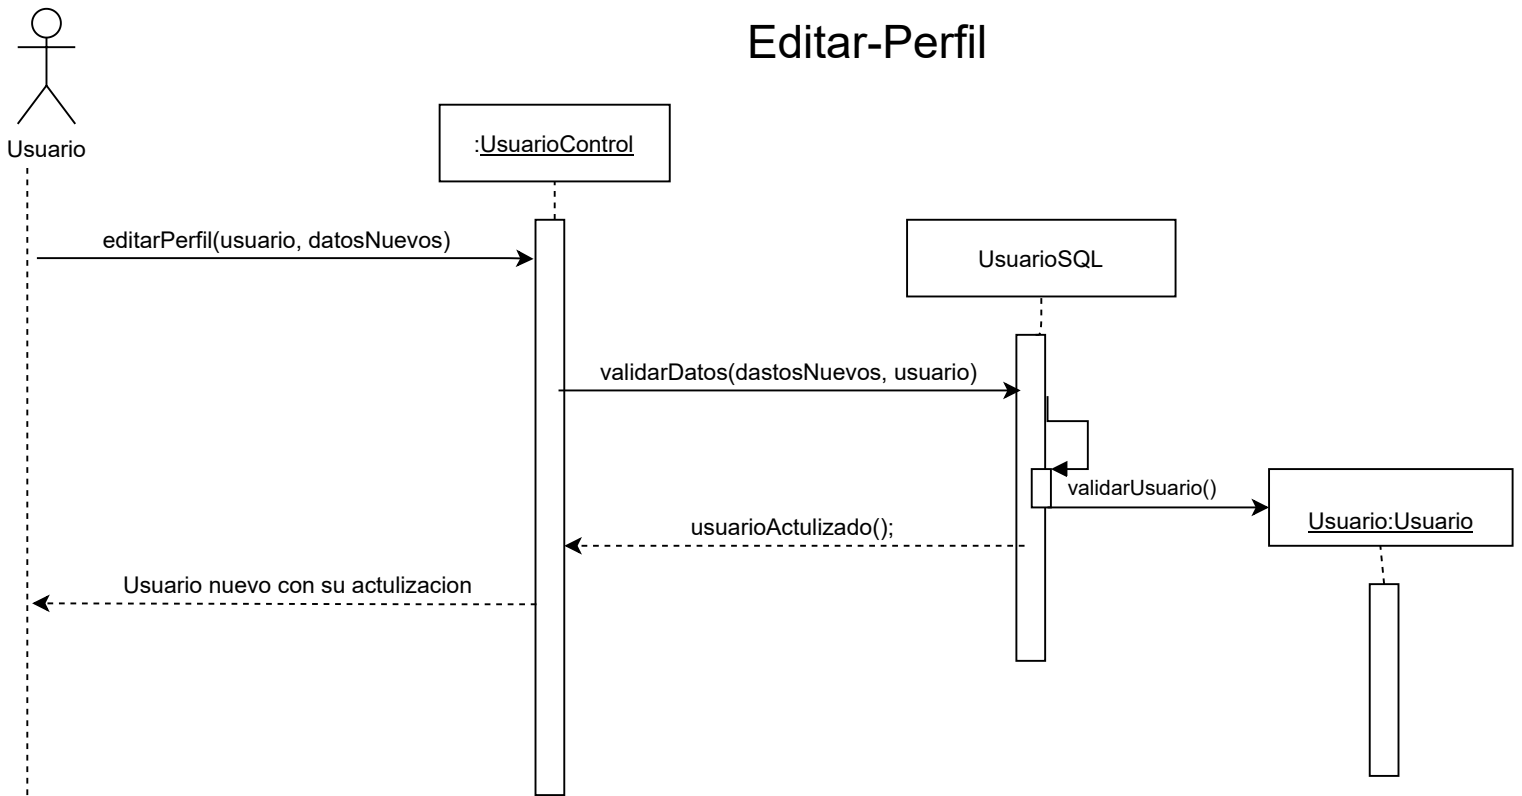 Editar-Perfil
Usuario
:UsuarioControl
editarPerfil(usuario, datosNuevos)
UsuarioSQL
validarDatos(dastosNuevos, usuario)
validarUsuario()
Usuario:Usuario
usuarioActulizado();
Usuario nuevo con su actulizacion